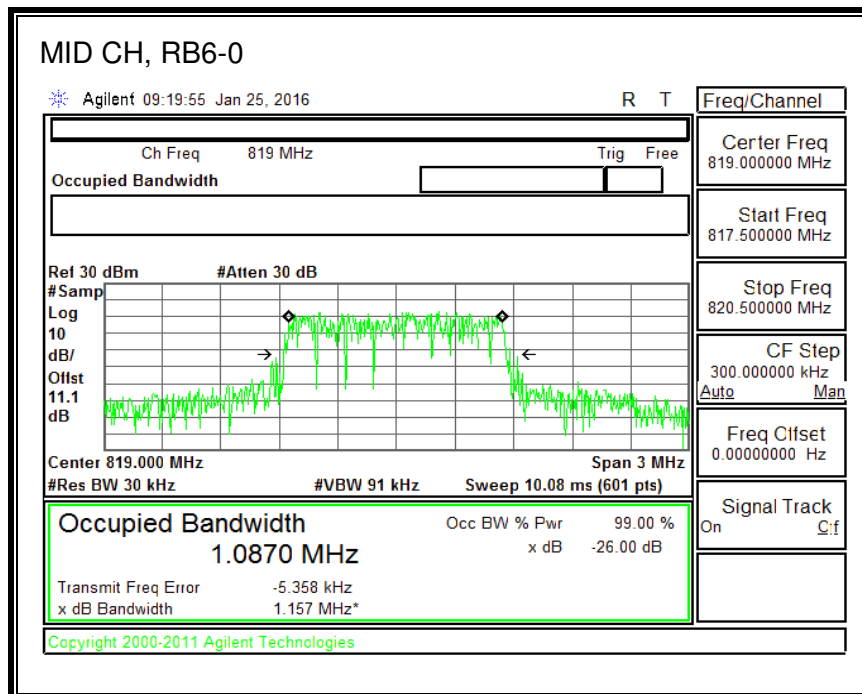 MID CH, RB6-0
Agilent 09:19:55 Jan 25, 2016 R T
Freq/Channel
Ch Freq 819 MHz Trig Free
Occupied Bandwidth
Center Freq
819.000000 MHz
Start Freq
817.500000 MHz
Stop Freq
820.500000 MHz
CF Step
300.000000 kHz
Auto Man
Freq Offset
0.00000000 Hz
Signal Track
On Off
Ref 30 dBm #Atten 30 dB
#Samp
Log
10
dB/
Offst
11.1
dB
Center 819.000 MHz Span 3 MHz
#Res BW 30 kHz #VBW 91 kHz Sweep 10.08 ms (601 pts)
Occupied Bandwidth Occ BW % Pwr 99.00 %
1.0870 MHz x dB -26.00 dB
Transmit Freq Error -5.358 kHz
x dB Bandwidth 1.157 MHz*
Copyright 2000-2011 Agilent Technologies